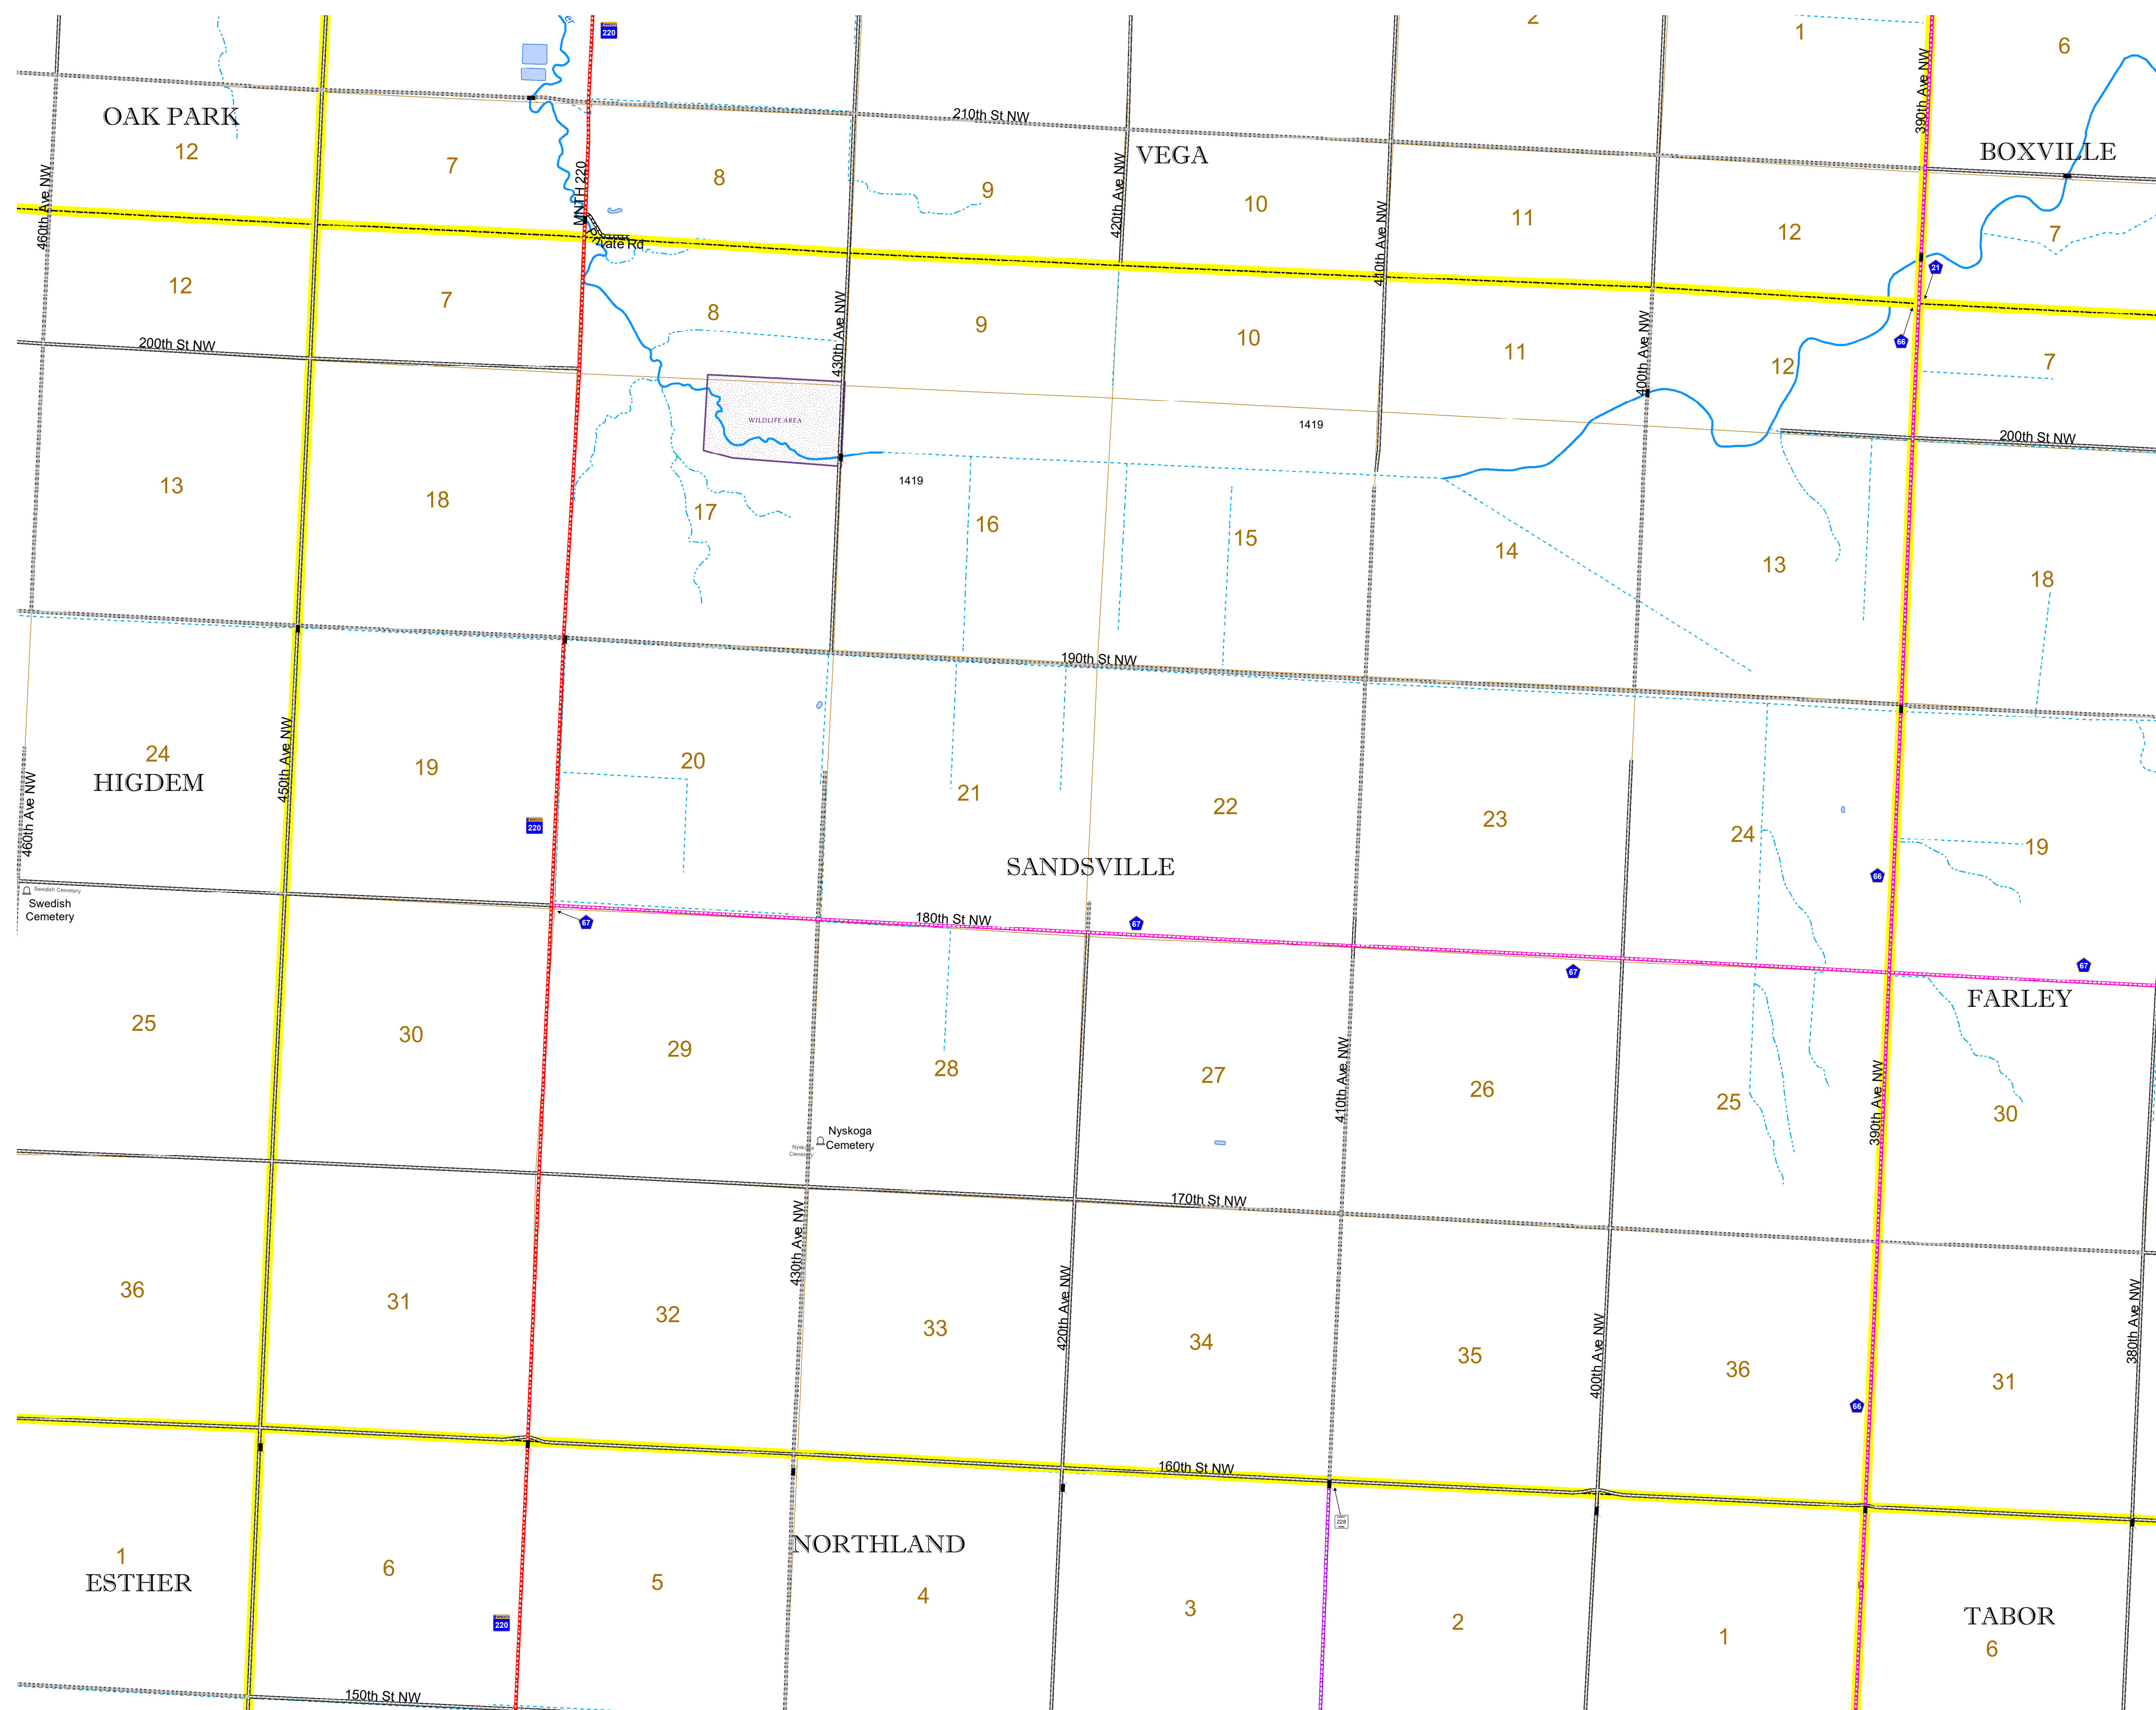 220
2
1
6
390th Ave NW
OAK PARK
12
7
8
9
210th St NW
VEGA
10
11
12
BOXVILLE
7
460th Ave NW
MNTH 220
Private Rd
420th Ave NW
410th Ave NW
21
66
12
7
8
9
10
11
12
7
200th St NW
430th Ave NW
400th Ave NW
WILDLIFE AREA
1419
1419
200th St NW
13
18
17
16
15
14
13
18
190th St NW
24
HIGDEM
450th Ave NW
19
20
21
22
23
24
19
460th Ave NW
220
SANDSVILLE
66
Swedish Cemetery
Swedish
Cemetery
67
180th St NW
67
67
67
FARLEY
25
30
29
28
27
410th Ave NW
26
25
390th Ave NW
30
Nyskoga
Cemetery
Nyskoga
Cemetery
170th St NW
430th Ave NW
36
31
32
33
420th Ave NW
34
35
400th Ave NW
36
31
380th Ave NW
66
160th St NW
228
1
ESTHER
6
5
NORTHLAND
4
3
2
1
TABOR
6
220
150th St NW